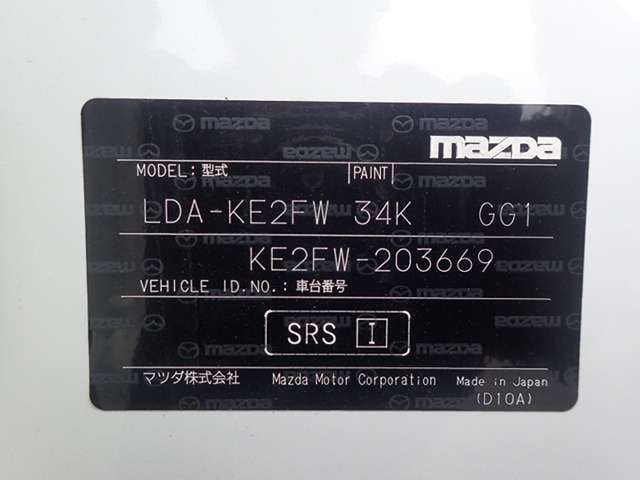 mazda
MODEL:型式 PAINT
LDA-KE2FW 34K GG1
KE2FW-203669
VEHICLE ID.NO.:車台番号
SRS I
マツダ株式会社 Mazda Motor Corporation Made in Japan
(D10A)